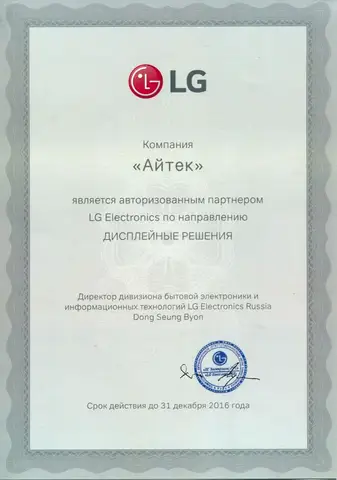 LG
Компания
«Айтек»
является авторизованным партнером
LG Electronics по направлению
ДИСПЛЕЙНЫЕ РЕШЕНИЯ
Директор дивизиона бытовой электроники и
информационных технологий LG Electronics Russia
Dong Seung Byon
Срок действия до 31 декабря 2016 года